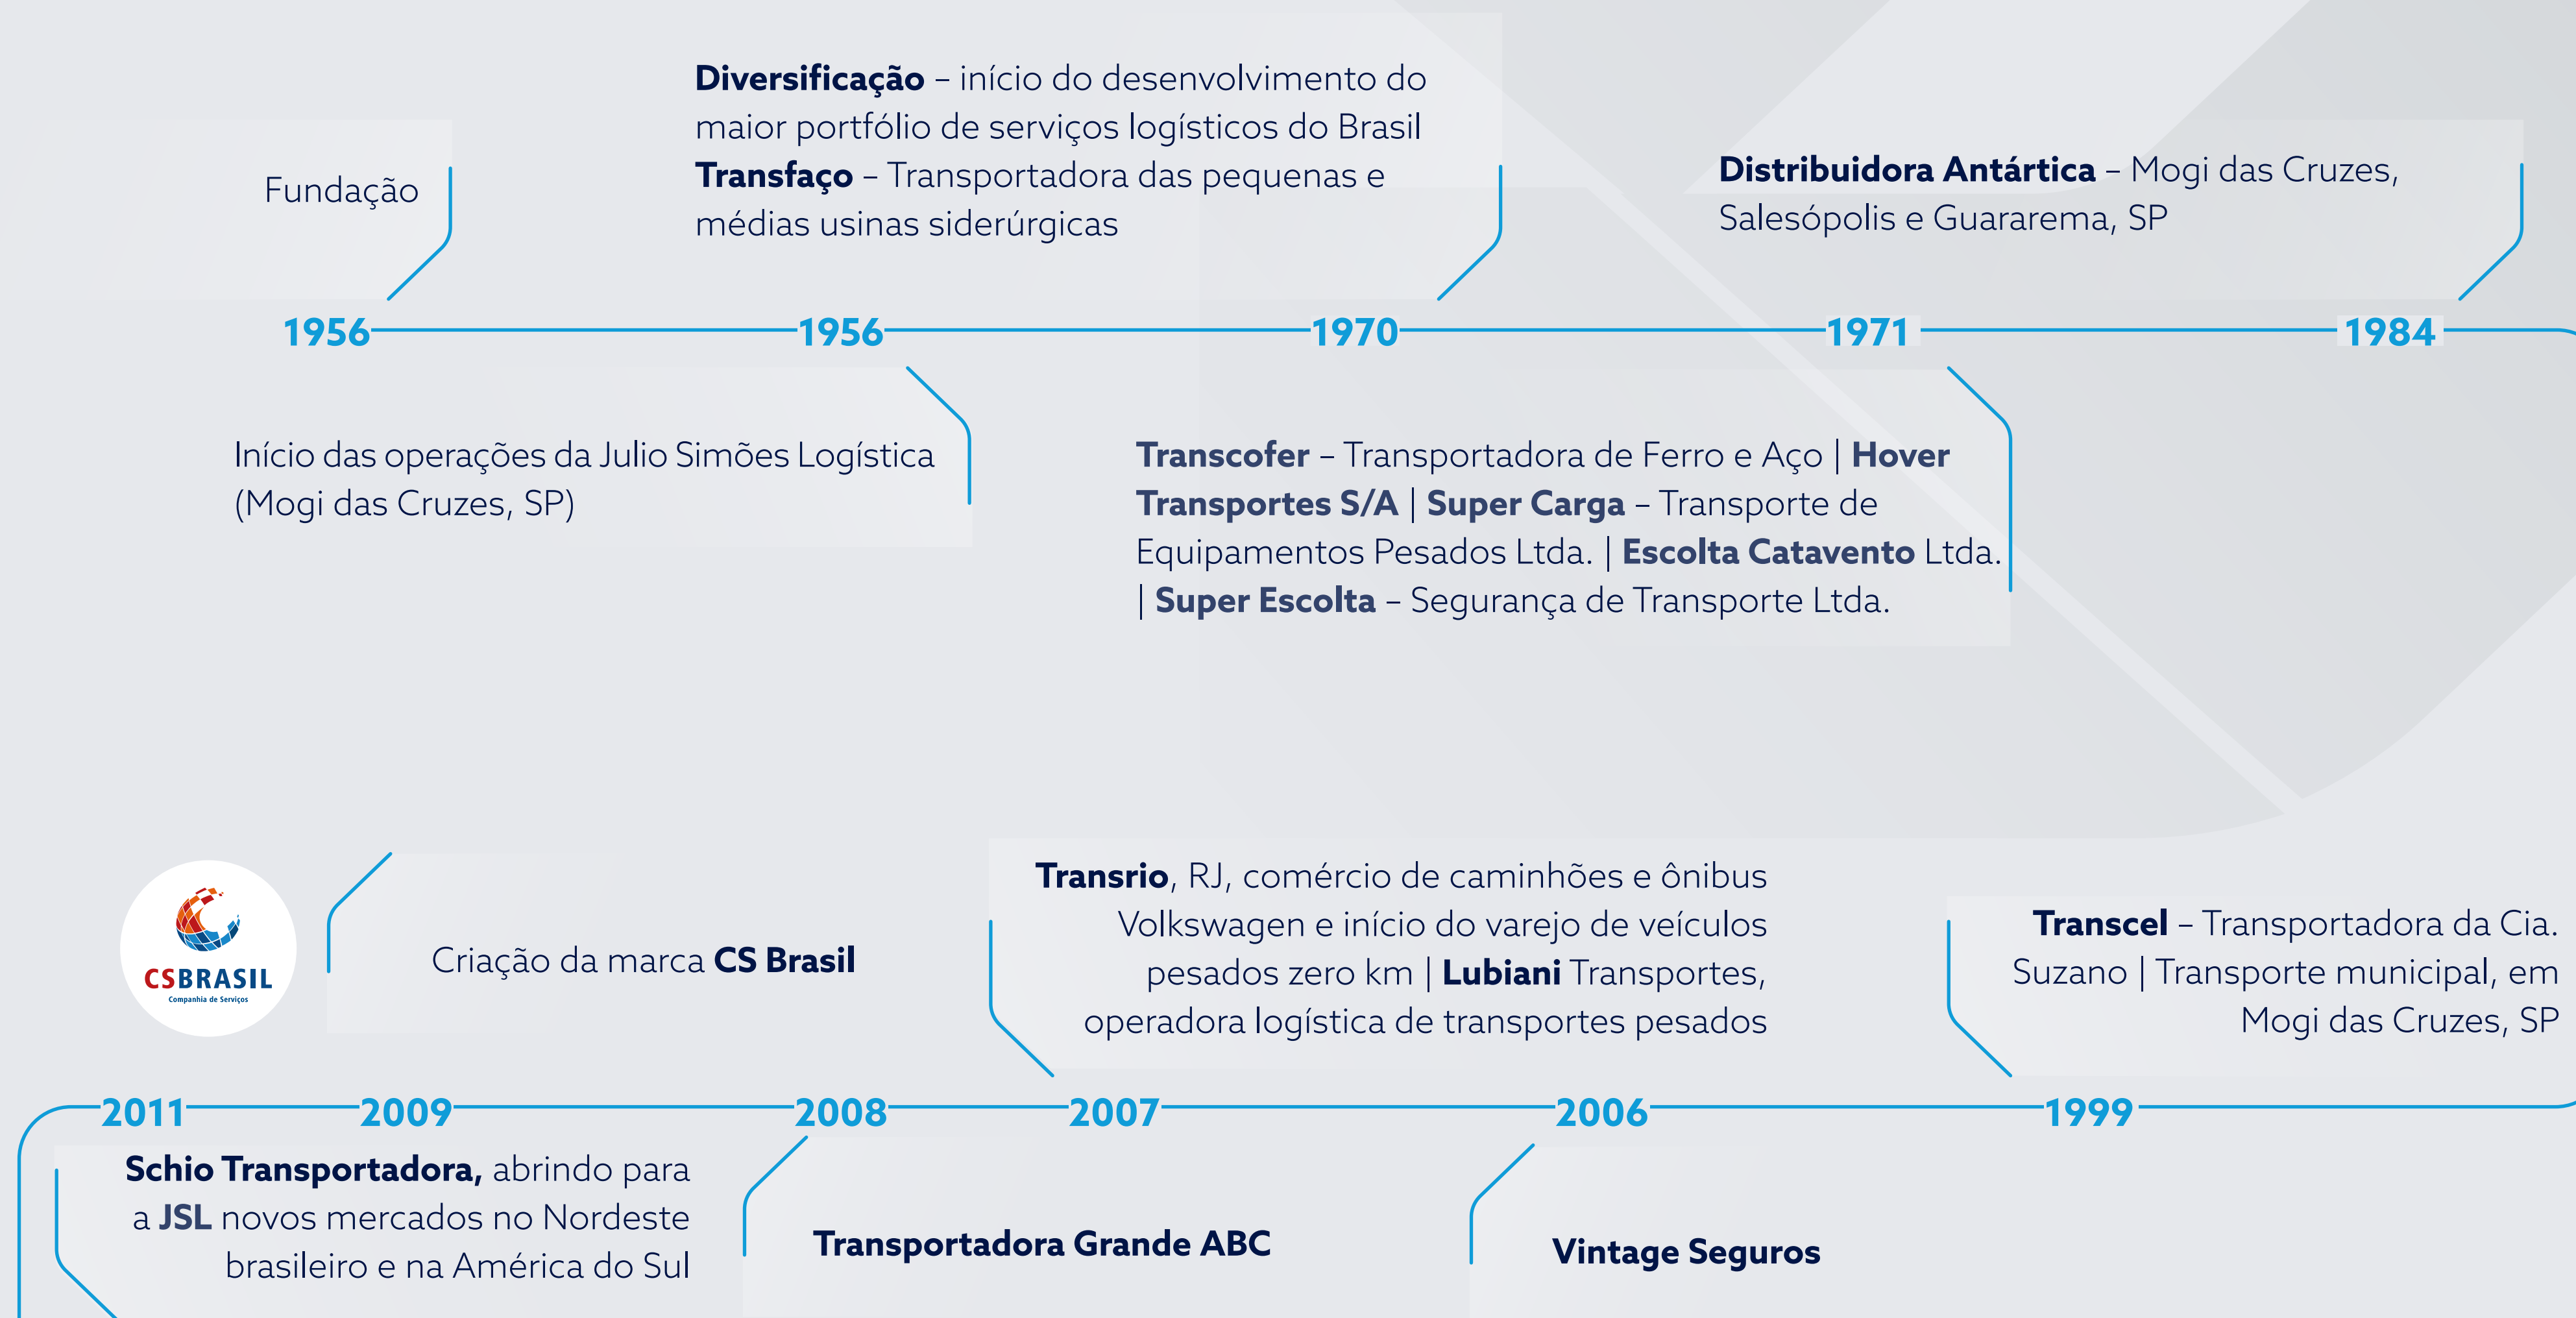 Diversificação – início do desenvolvimento do
maior portfólio de serviços logísticos do Brasil
Transfaço – Transportadora das pequenas e
médias usinas siderúrgicas
Fundação
Distribuidora Antártica – Mogi das Cruzes,
Salesópolis e Guararema, SP
1956 1956 1970 1971 1984
Início das operações da Julio Simões Logística
(Mogi das Cruzes, SP)
Transcofer – Transportadora de Ferro e Aço | Hover
Transportes S/A | Super Carga – Transporte de
Equipamentos Pesados Ltda. | Escolta Catavento Ltda.
| Super Escolta – Segurança de Transporte Ltda.
CSBRASIL
Companhia de Serviços
Criação da marca CS Brasil
Transrio, RJ, comércio de caminhões e ônibus
Volkswagen e início do varejo de veículos
pesados zero km | Lubiani Transportes,
operadora logística de transportes pesados
Transcel – Transportadora da Cia.
Suzano | Transporte municipal, em
Mogi das Cruzes, SP
2011 2009 2008 2007 2006 1999
Schio Transportadora, abrindo para
a JSL novos mercados no Nordeste
brasileiro e na América do Sul
Transportadora Grande ABC
Vintage Seguros